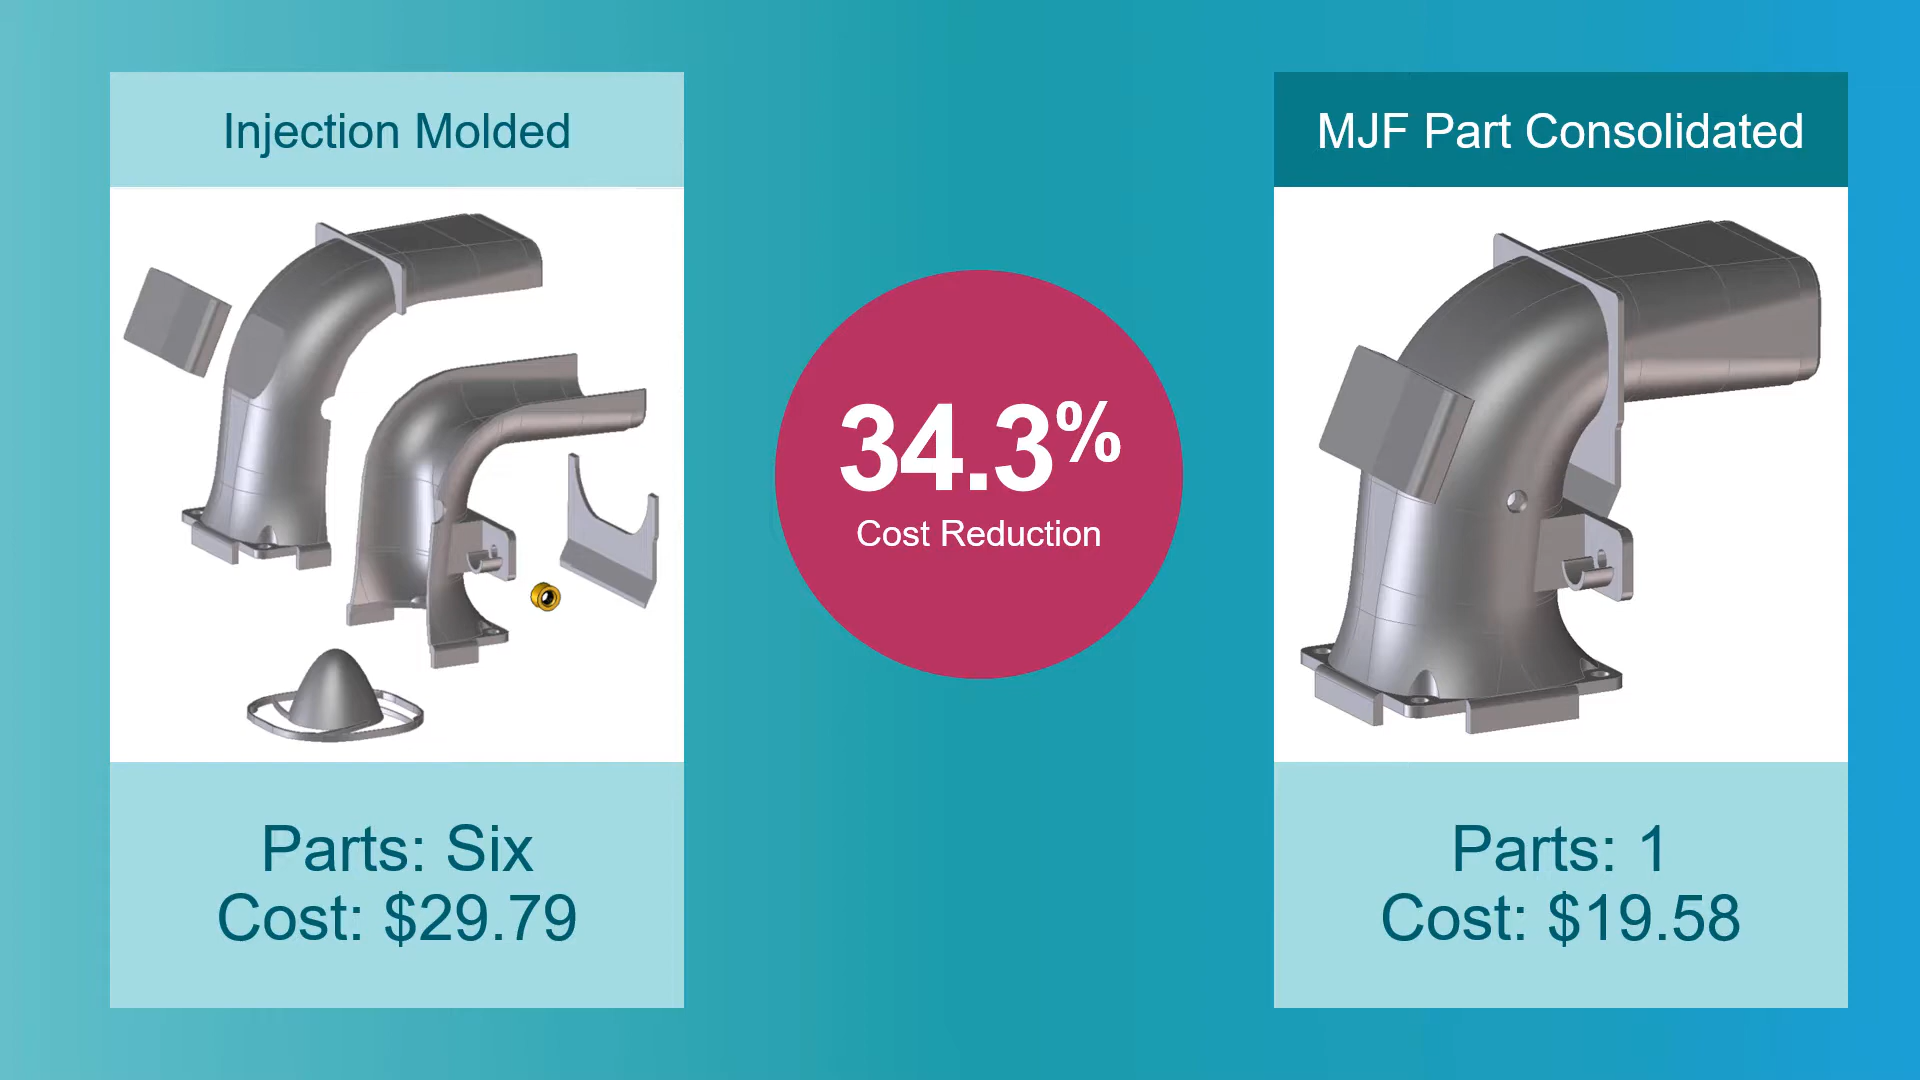 Injection Molded
Parts: Six
Cost: $29.79
34.3%
Cost Reduction
MJF Part Consolidated
Parts: 1
Cost: $19.58